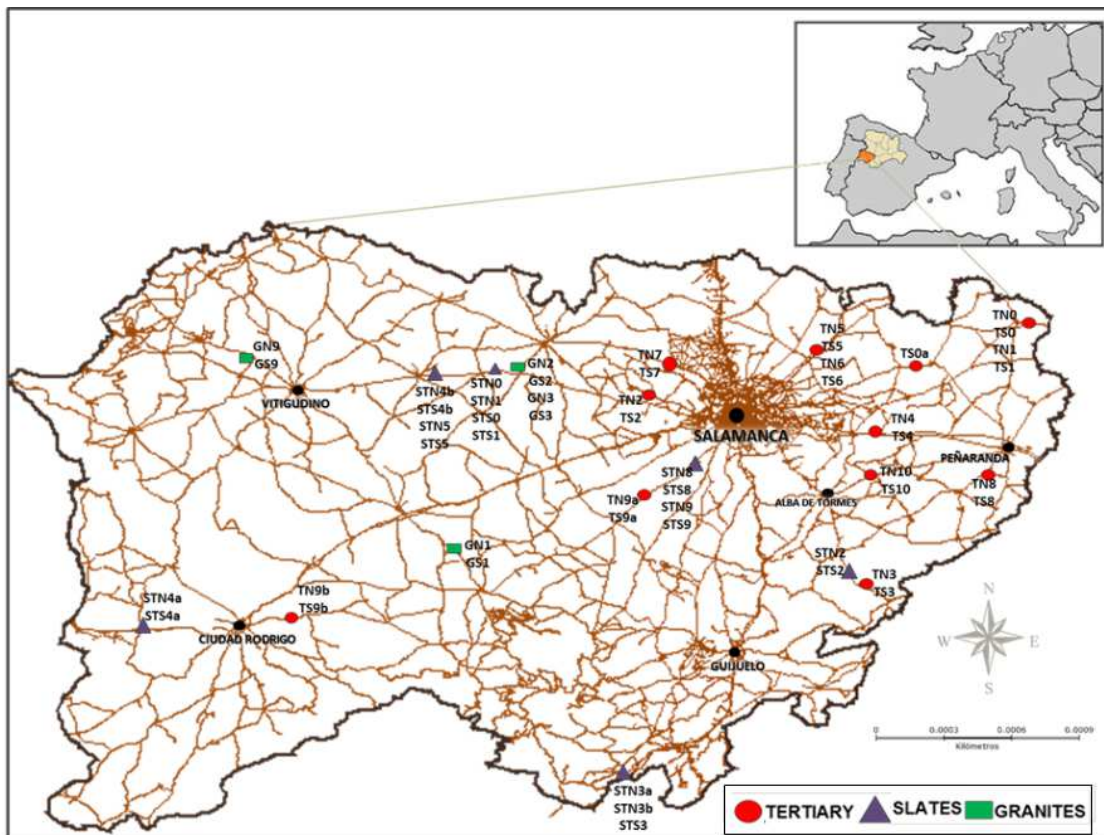 TN0
TS0
TN1
TS1
TN5
TS5
TN6
TS6
TS0a
TN7
TS7
GN9
GS9
GN2
GS2
GN3
GS3
STN0
STN1
STS0
STS1
STN4b
STS4b
STN5
STS5
VITIGUDINO
TN2
TS2
SALAMANCA
TN4
TS4
PEÑARANDA
TN8
TS8
TN10
TS10
ALBA DE TORMES
STN8
STS8
STN9
STS9
TN9a
TS9a
GN1
GS1
STN2
STS2
TN3
TS3
STN4a
STS4a
TN9b
TS9b
CIUDAD RODRIGO
GUIJUELO
N
W
E
S
0 0.0003 0.0006 0.0009
Kilómetros
STN3a
STN3b
STS3
TERTIARY SLATES GRANITES